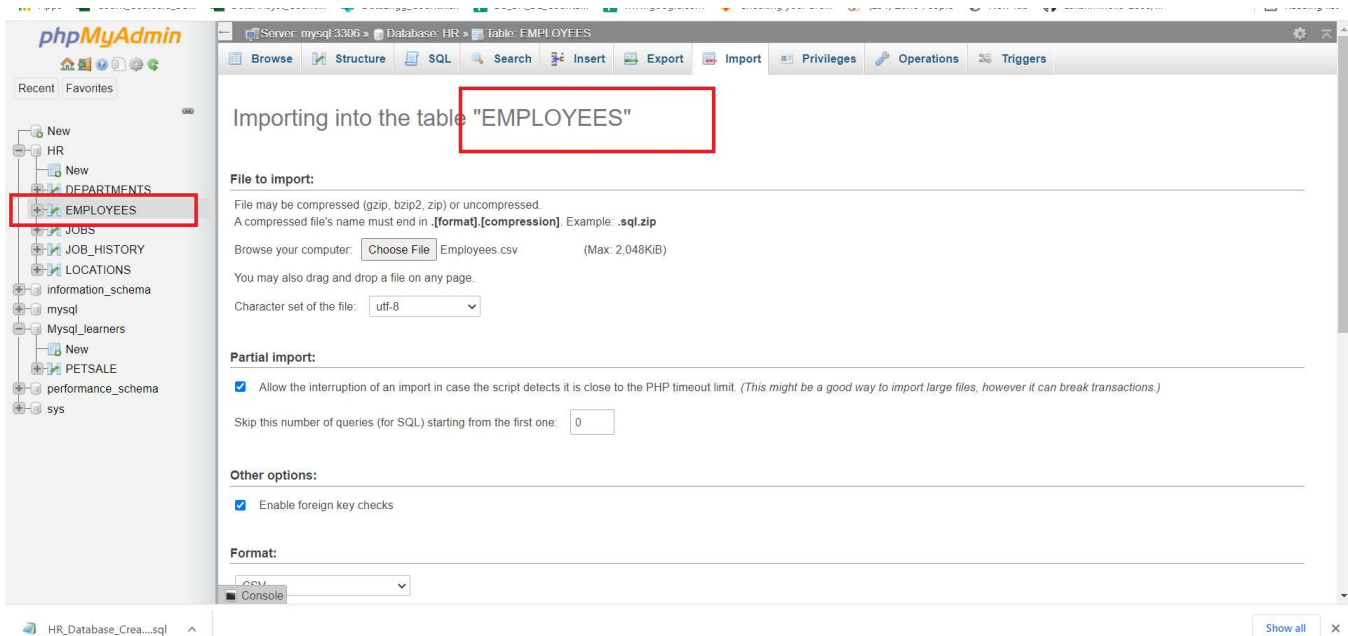 phpMyAdmin
Recent Favorites
New
HR
New
DEPARTMENTS
EMPLOYEES
JOBS
JOB_HISTORY
LOCATIONS
information_schema
mysql
Mysql_learners
New
PETSALE
performance_schema
sys
Server: mysql:3306 » Database: HR » Table: EMPLOYEES
Browse Structure SQL Search Insert Export Import Privileges Operations Triggers
Importing into the table "EMPLOYEES"
File to import:
File may be compressed (gzip, bzip2, zip) or uncompressed.
A compressed file's name must end in .[format].[compression]. Example: .sql.zip
Browse your computer: Choose File Employees.csv (Max: 2,048KiB)
You may also drag and drop a file on any page.
Character set of the file: utf-8
Partial import:
Allow the interruption of an import in case the script detects it is close to the PHP timeout limit. (This might be a good way to import large files, however it can break transactions.)
Skip this number of queries (for SQL) starting from the first one: 0
Other options:
Enable foreign key checks
Format:
CSV
Console
HR_Database_Crea....sql
Show all